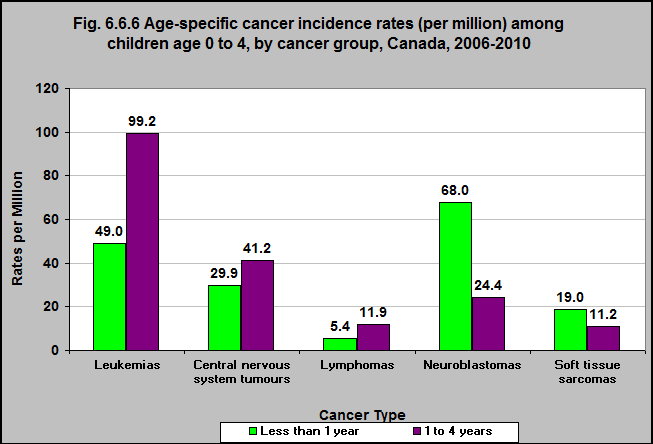 Fig. 6.6.6 Age-specific cancer incidence rates (per million) among
children age 0 to 4, by cancer group, Canada, 2006-2010
Rates per Million
120
100
80
60
40
20
0
49.0
99.2
29.9
41.2
5.4
11.9
68.0
24.4
19.0
11.2
Leukemias
Central nervous
system tumours
Lymphomas
Neuroblastomas
Soft tissue
sarcomas
Cancer Type
Less than 1 year
1 to 4 years